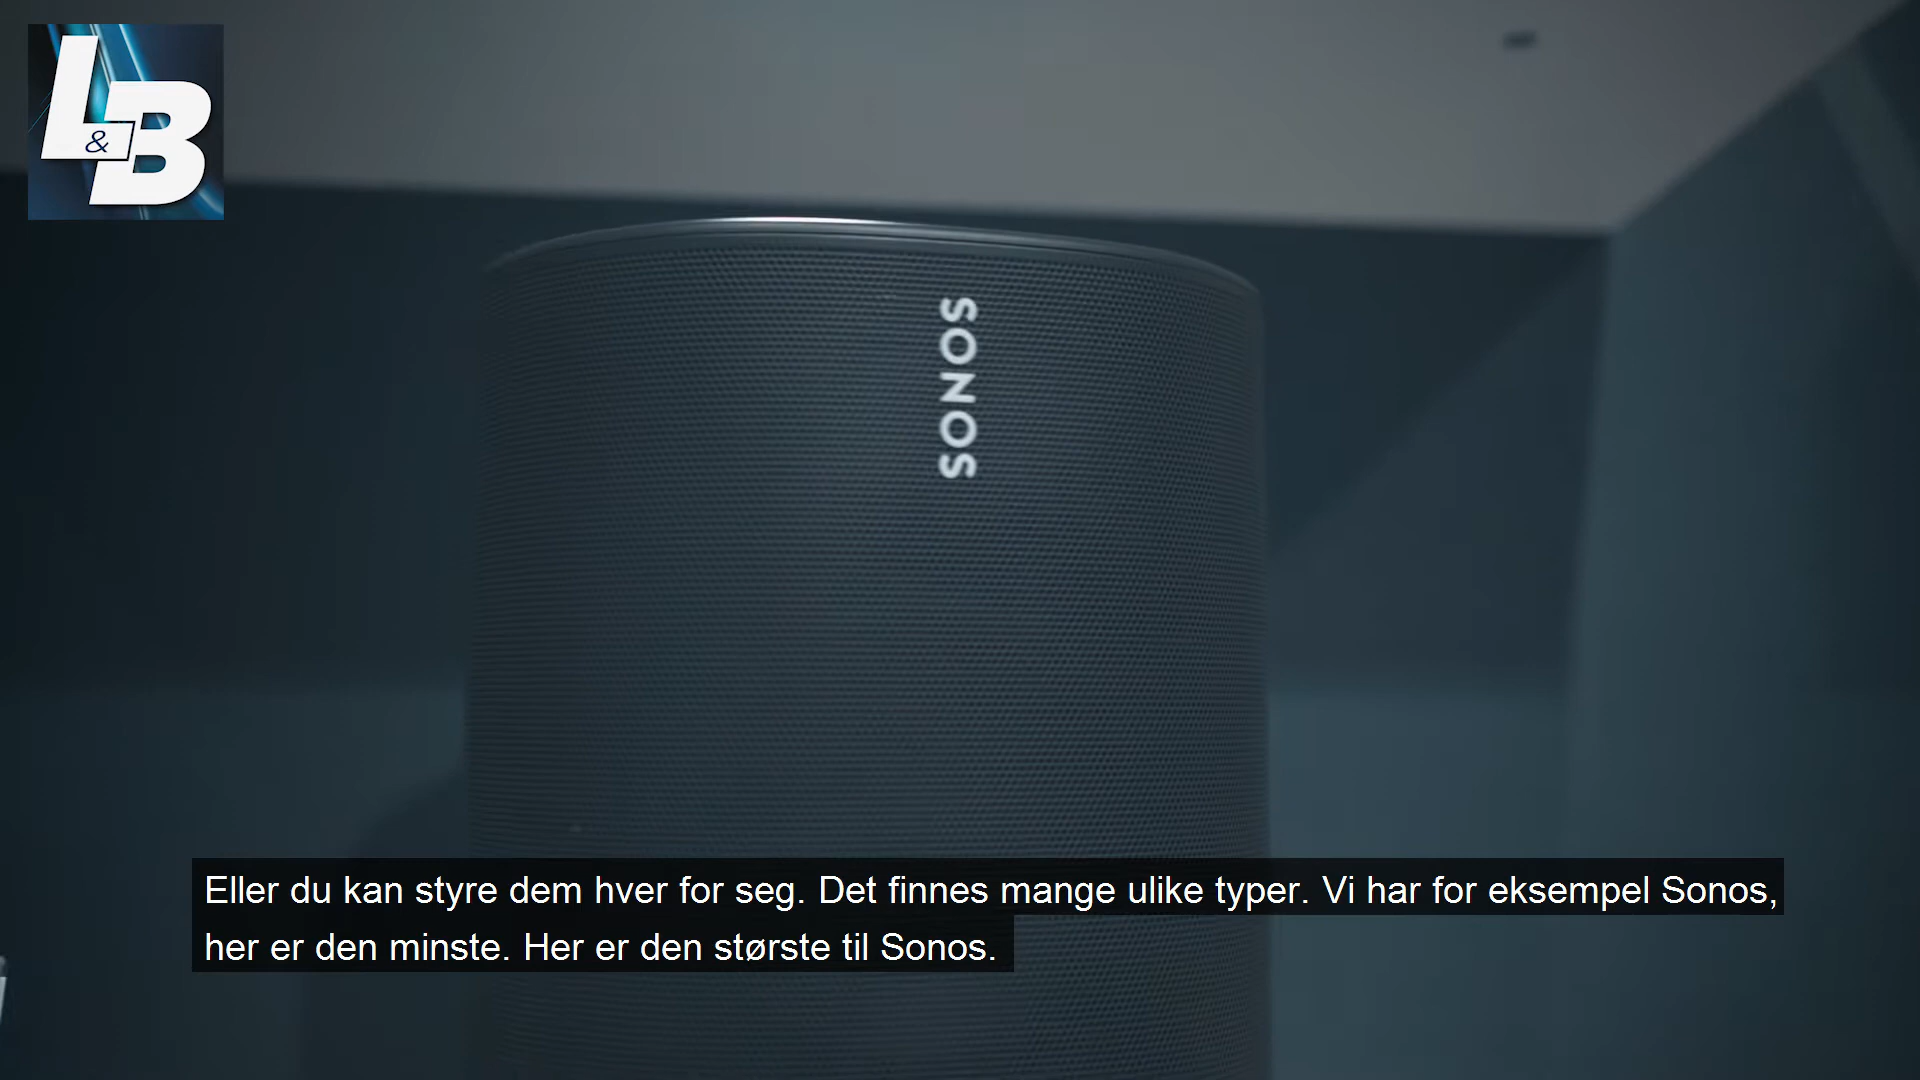 L&B
SONOS
Eller du kan styre dem hver for seg. Det finnes mange ulike typer. Vi har for eksempel Sonos,
her er den minste. Her er den største til Sonos.